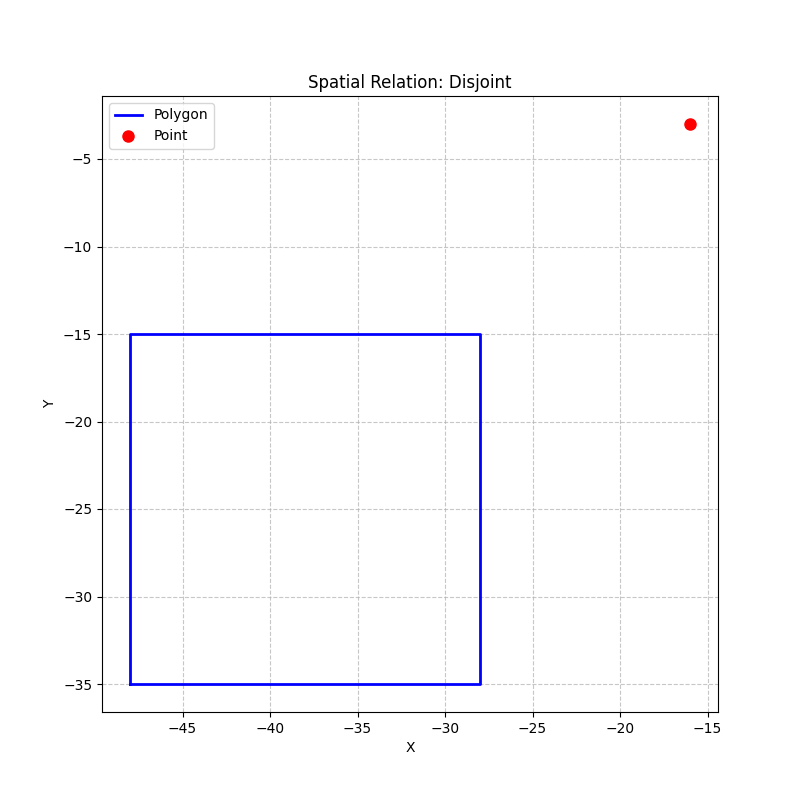 Spatial Relation: Disjoint
Polygon
Point
−5
−10
−15
−20
Y
−25
−30
−35
−45 −40 −35 −30 −25 −20 −15
X